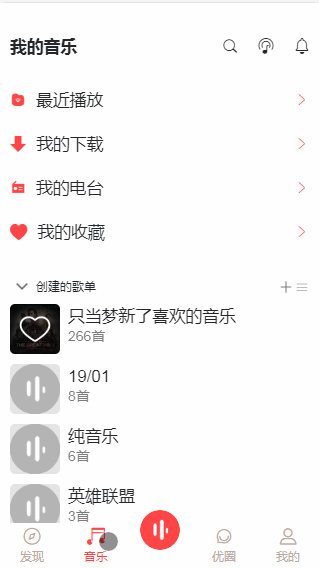 我的音乐
最近播放
我的下载
我的电台
我的收藏
创建的歌单
只当梦新了喜欢的音乐
266首
19/01
8首
纯音乐
6首
英雄联盟
3首
发现
音乐
优圈
我的